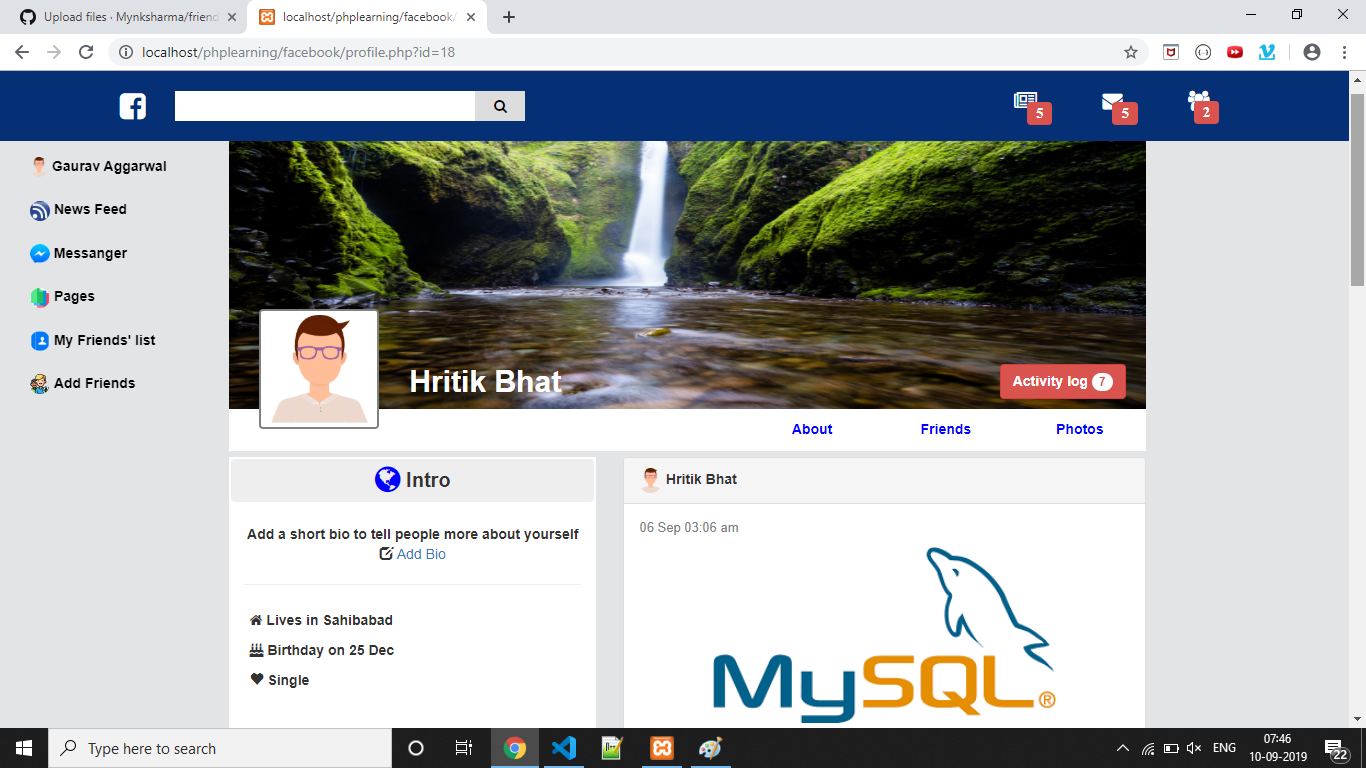 Upload files · Mynksharma/friend
localhost/phplearning/facebook/
localhost/phplearning/facebook/profile.php?id=18
5
5
2
Gaurav Aggarwal
News Feed
Messanger
Pages
My Friends' list
Add Friends
Hritik Bhat
Activity log 7
About
Friends
Photos
Intro
Add a short bio to tell people more about yourself
Add Bio
Lives in Sahibabad
Birthday on 25 Dec
Single
Hritik Bhat
06 Sep 03:06 am
MySQL®
Type here to search
ENG
07:46
10-09-2019
22